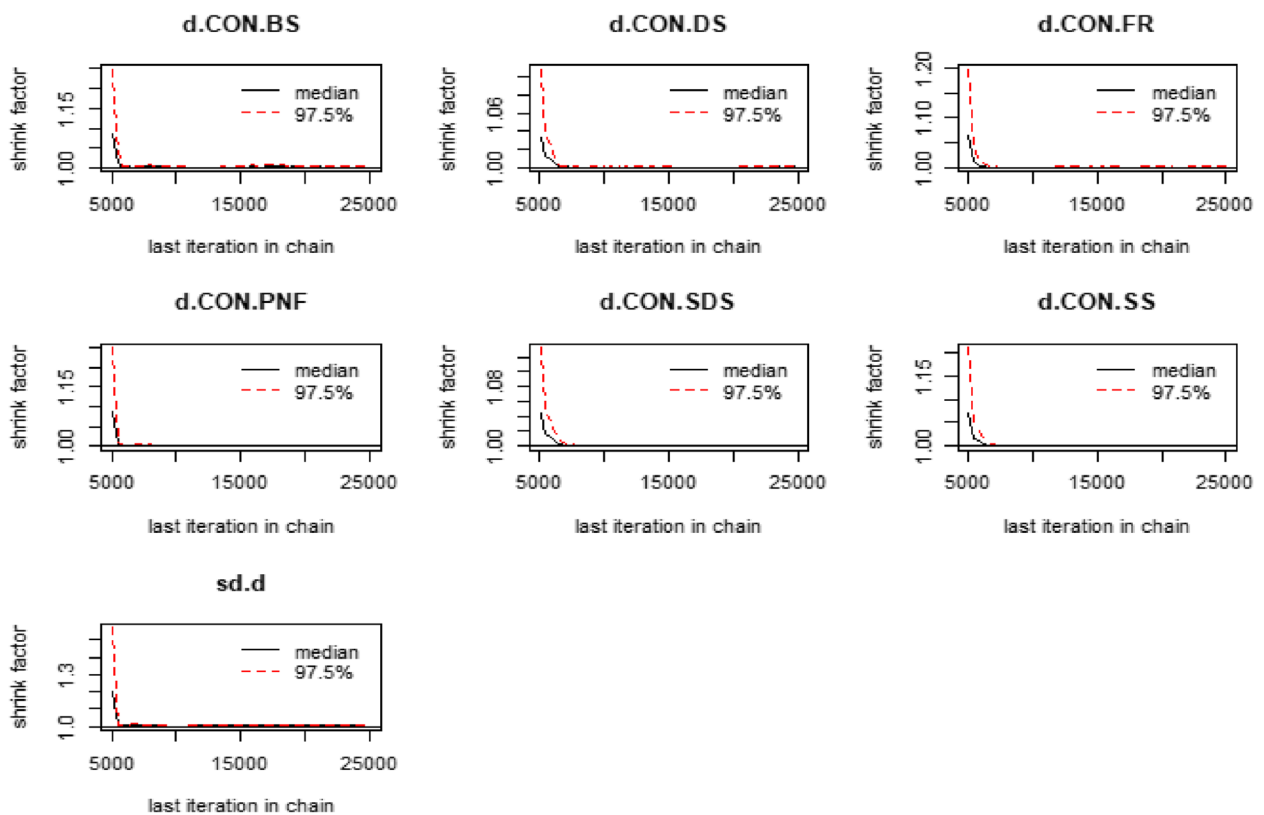 d.CON.BS
d.CON.DS
d.CON.FR
shrink factor
1.00
1.15
median
97.5%
5000
15000
25000
last iteration in chain
shrink factor
1.00
1.06
median
97.5%
5000
15000
25000
last iteration in chain
shrink factor
1.00
1.10
1.20
median
97.5%
5000
15000
25000
last iteration in chain
d.CON.PNF
d.CON.SDS
d.CON.SS
shrink factor
1.00
1.15
median
97.5%
5000
15000
25000
last iteration in chain
shrink factor
1.00
1.08
median
97.5%
5000
15000
25000
last iteration in chain
shrink factor
1.00
1.15
median
97.5%
5000
15000
25000
last iteration in chain
sd.d
shrink factor
1.0
1.3
median
97.5%
5000
15000
25000
last iteration in chain